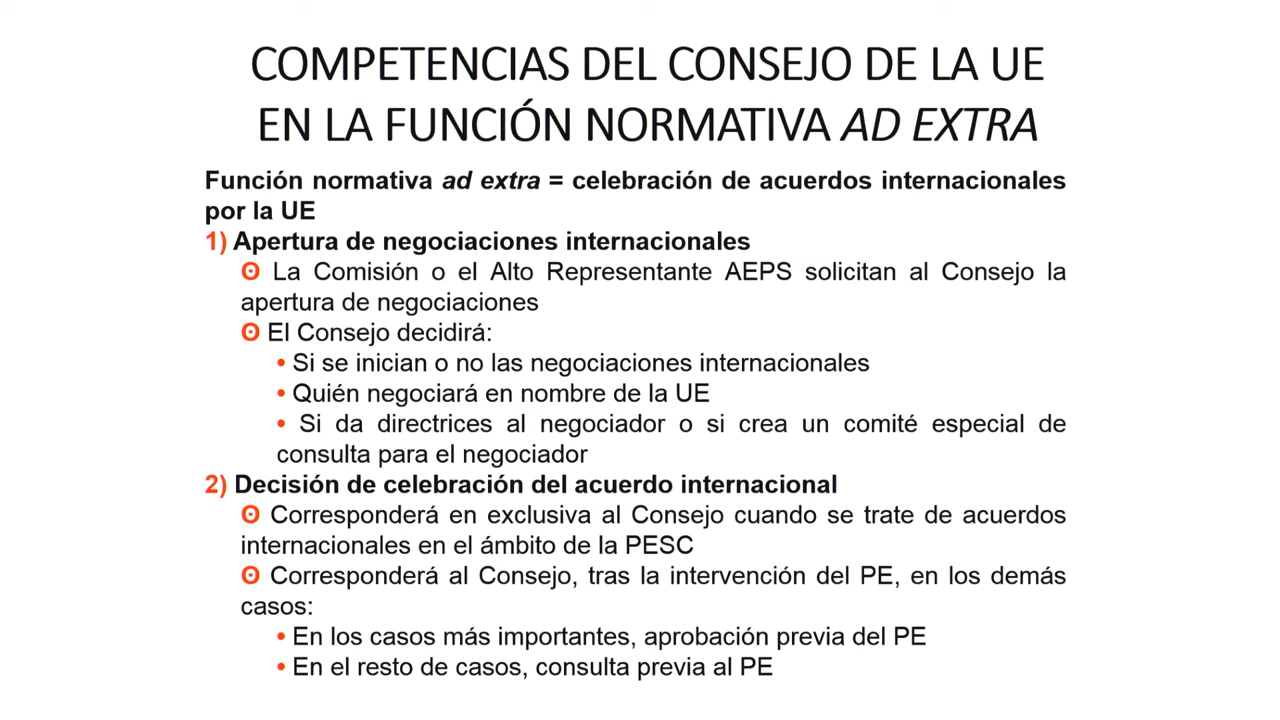 COMPETENCIAS DEL CONSEJO DE LA UE
EN LA FUNCIÓN NORMATIVA AD EXTRA
Función normativa ad extra = celebración de acuerdos internacionales
por la UE
1) Apertura de negociaciones internacionales
ʘ La Comisión o el Alto Representante AEPS solicitan al Consejo la
apertura de negociaciones
ʘ El Consejo decidirá:
• Si se inician o no las negociaciones internacionales
• Quién negociará en nombre de la UE
• Si da directrices al negociador o si crea un comité especial de
consulta para el negociador
2) Decisión de celebración del acuerdo internacional
ʘ Corresponderá en exclusiva al Consejo cuando se trate de acuerdos
internacionales en el ámbito de la PESC
ʘ Corresponderá al Consejo, tras la intervención del PE, en los demás
casos:
• En los casos más importantes, aprobación previa del PE
• En el resto de casos, consulta previa al PE